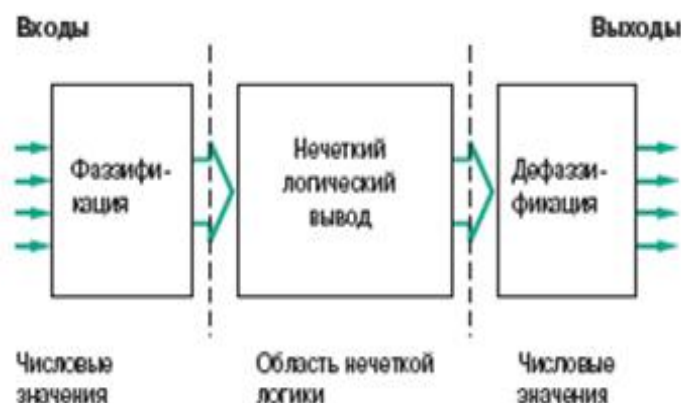 Входы
Выходы
Фаззифи-
кация
Нечеткий
логический
вывод
Дефаззи-
фикация
Числовые
значения
Область нечеткой
логики
Числовые
значения